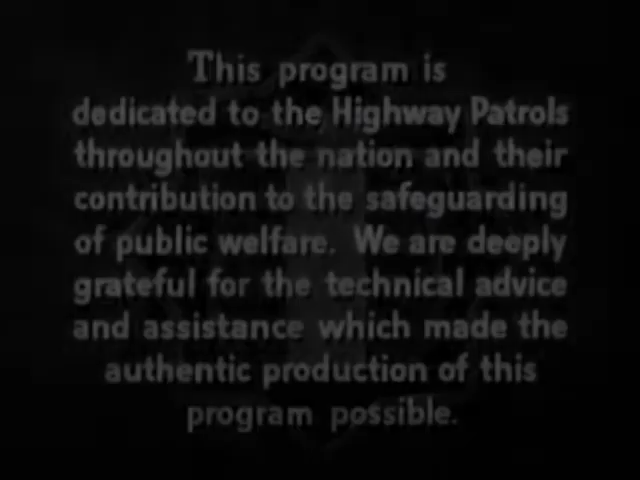 This program is
dedicated to the Highway Patrols
throughout the nation and their
contribution to the safeguarding
of public welfare. We are deeply
grateful for the technical advice
and assistance which made the
authentic production of this
program possible.